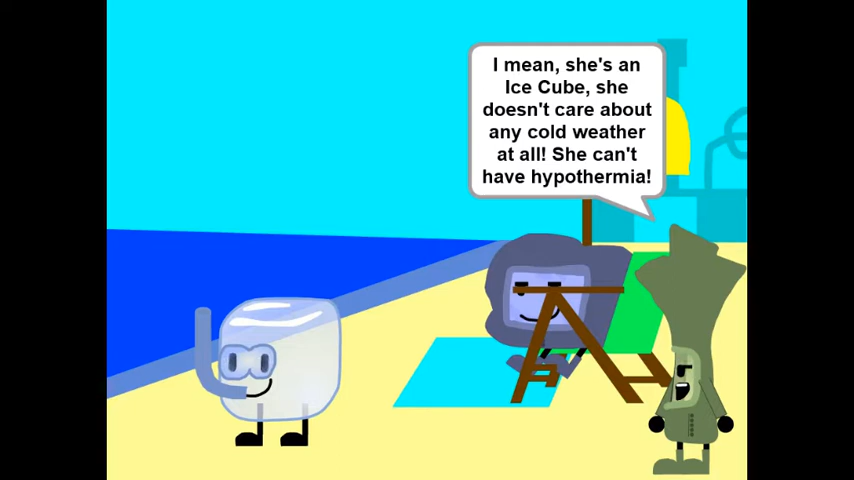 I mean, she's an
Ice Cube, she
doesn't care about
any cold weather
at all! She can't
have hypothermia!